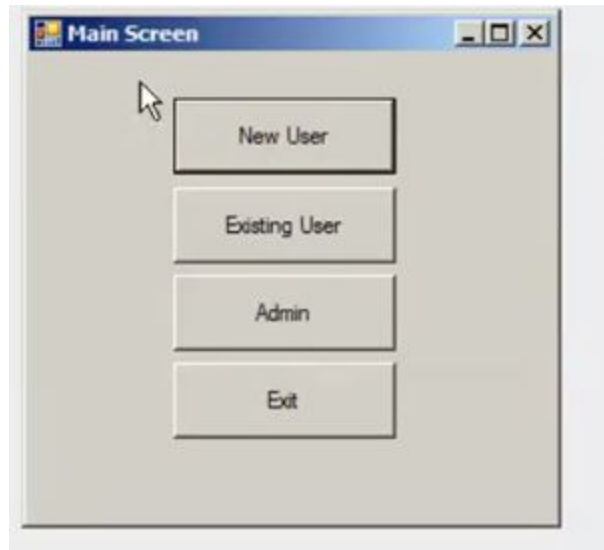 Main Screen
New User
Existing User
Admin
Exit